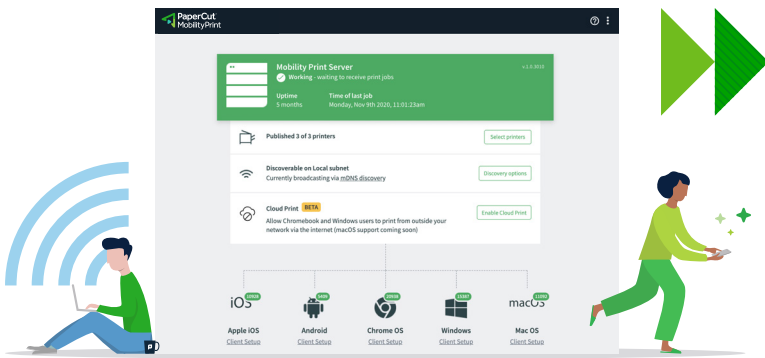 PaperCut
MobilityPrint
Mobility Print Server
v.1.0.3015
Working - waiting to receive print jobs
Uptime
Time of last job
5 months
Monday, Nov 9th 2020, 11:01:23am
Published 3 of 3 printers
Select printers
Discoverable on Local subnet
Currently broadcasting via mDNS discovery
Discovery options
Cloud Print BETA
Allow Chromebook and Windows users to print from outside your
network via the internet (macOS support coming soon)
Enable Cloud Print
iOS
macOS
Apple iOS
Android
Chrome OS
Windows
Mac OS
Client Setup
Client Setup
Client Setup
Client Setup
Client Setup